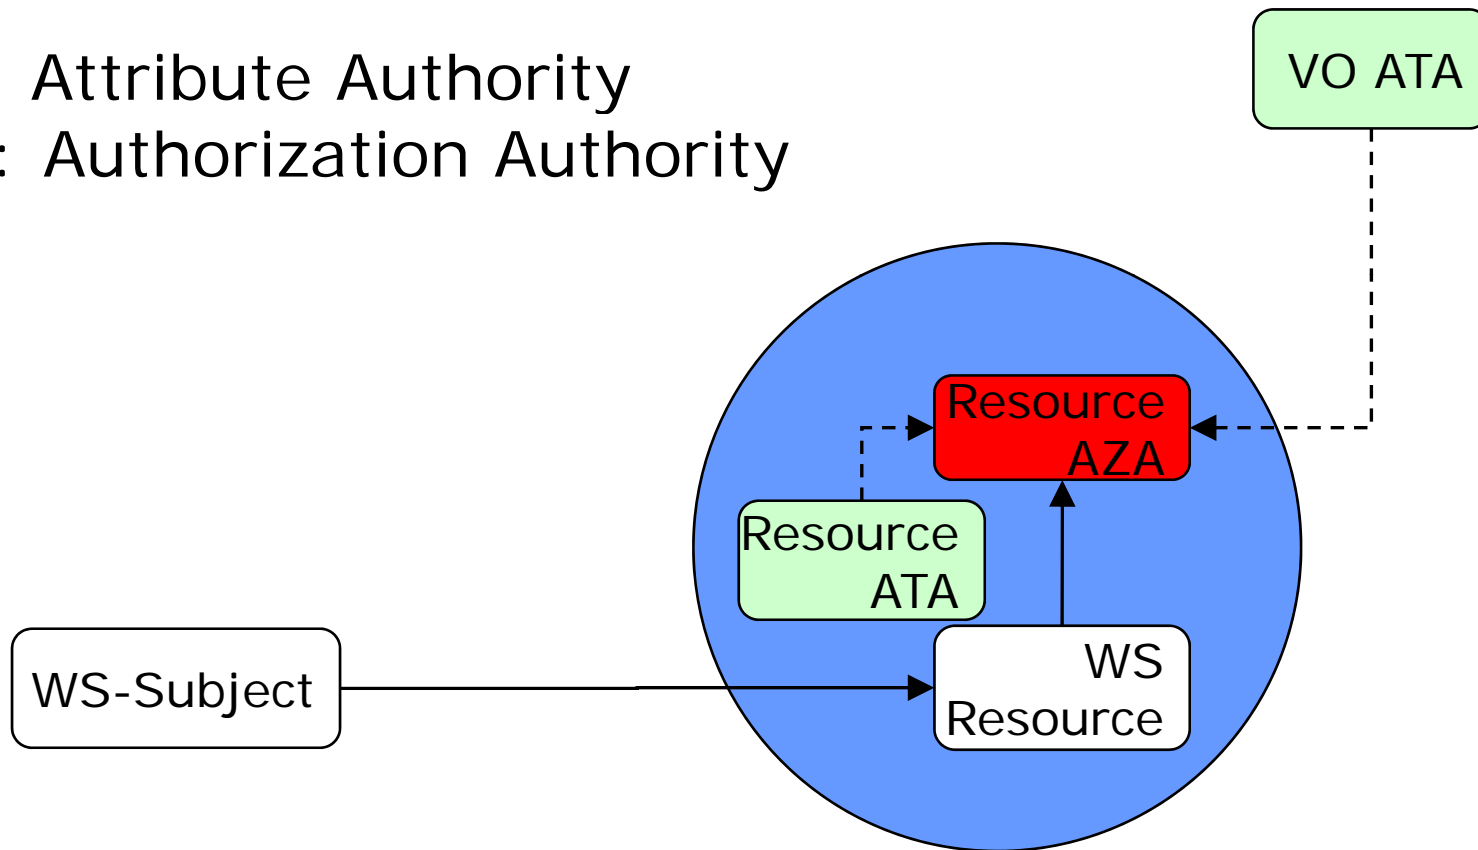 Attribute Authority
: Authorization Authority
VO ATA
Resource
AZA
Resource
ATA
WS
Resource
WS-Subject